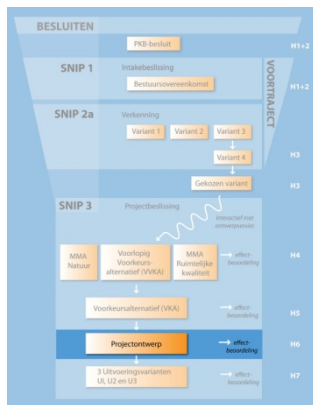 BESLUITEN
PKB-besluit
H1+2
SNIP 1
Intakebeslissing
Bestuursovereenkomst
H1+2
VOORTRAJECT
SNIP 2a
Verkenning
Variant 1 Variant 2 Variant 3
Variant 4
H3
Gekozen variant
H3
SNIP 3
Projectbeslissing
interactief met
omwerpvisie
MMA
Natuur
Voorlopig
Voorkeurs-
alternatief (VVKA)
MMA
Ruimtelijke
kwaliteit
effect-
beoordeling
H4
Voorkeursalternatief (VKA)
effect-
beoordeling
H5
Projectontwerp
effect-
beoordeling
H6
3 Uitvoeringsvarianten
U1, U2 en U3
effect-
beoordeling
H7